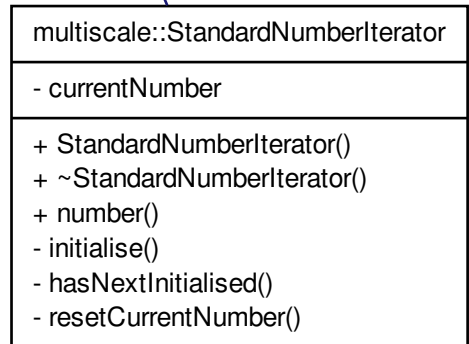 multiscale::StandardNumberIterator
- currentNumber
+ StandardNumberIterator()
+ ~StandardNumberIterator()
+ number()
- initialise()
- hasNextInitialised()
- resetCurrentNumber()